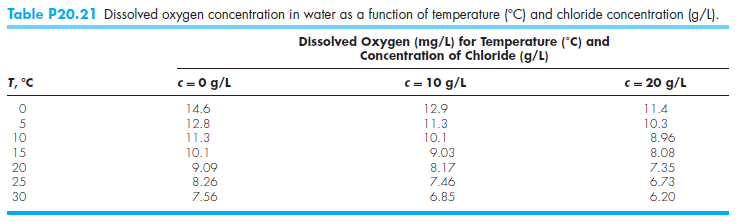 Table P20.21 Dissolved oxygen concentration in water as a function of temperature (°C) and chloride concentration (g/L).
Dissolved Oxygen (mg/L) for Temperature (°C) and
Concentration of Chloride (g/L)
T, °C c = 0 g/L c = 10 g/L c = 20 g/L
0 14.6 12.9 11.4
5 12.8 11.3 10.3
10 11.3 10.1 8.96
15 10.1 9.03 8.08
20 9.09 8.17 7.35
25 8.26 7.46 6.73
30 7.56 6.85 6.20